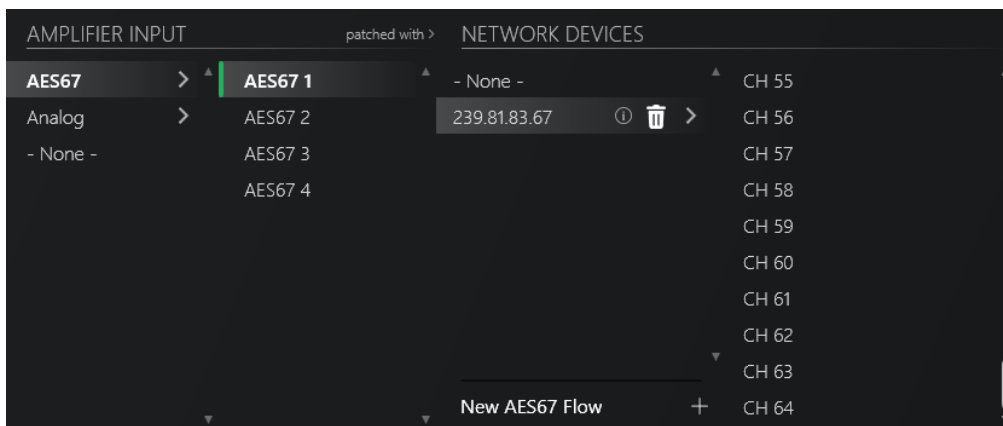 AMPLIFIER INPUT
patched with >
NETWORK DEVICES
AES67
Analog
- None -
AES67 1
AES67 2
AES67 3
AES67 4
- None -
239.81.83.67
New AES67 Flow
CH 55
CH 56
CH 57
CH 58
CH 59
CH 60
CH 61
CH 62
CH 63
CH 64